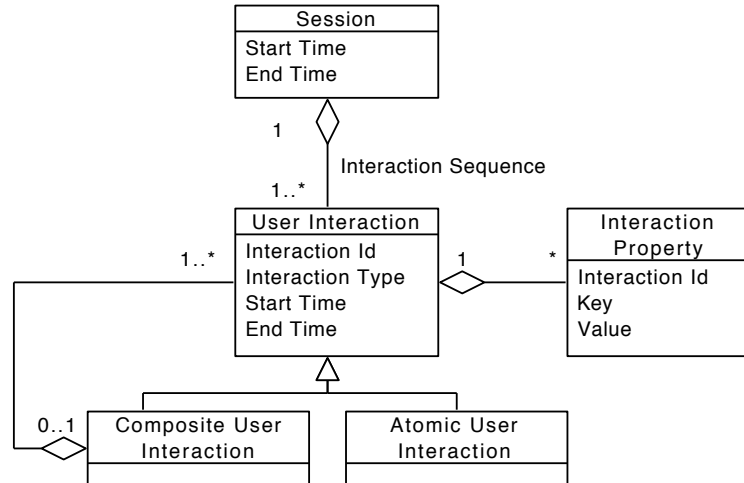 Session
Start Time
End Time
1
Interaction Sequence
1..*
User Interaction
Interaction Id
Interaction Type
Start Time
End Time
1..*
1
*
Interaction
Property
Interaction Id
Key
Value
0..1
Composite User
Interaction
Atomic User
Interaction